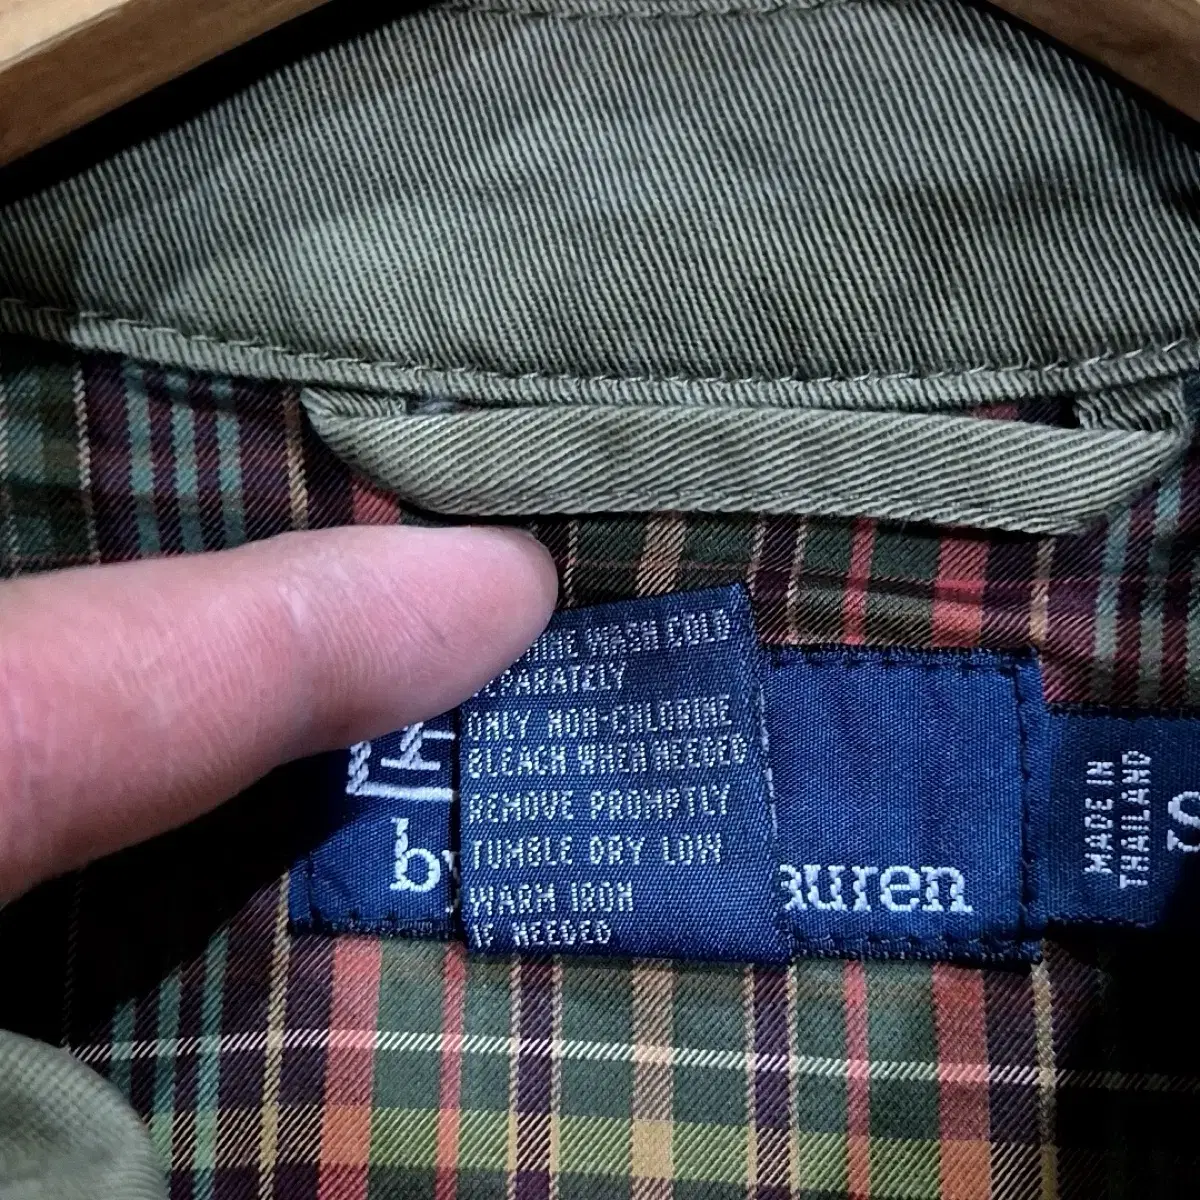 WASH COLD
SEPARATELY
ONLY NON-CHLORINE
BLEACH WHEN NEEDED
REMOVE PROMPTLY
TUMBLE DRY LOW
WARM IRON
IF NEEDED
by auren
MADE IN
THAILAND
S